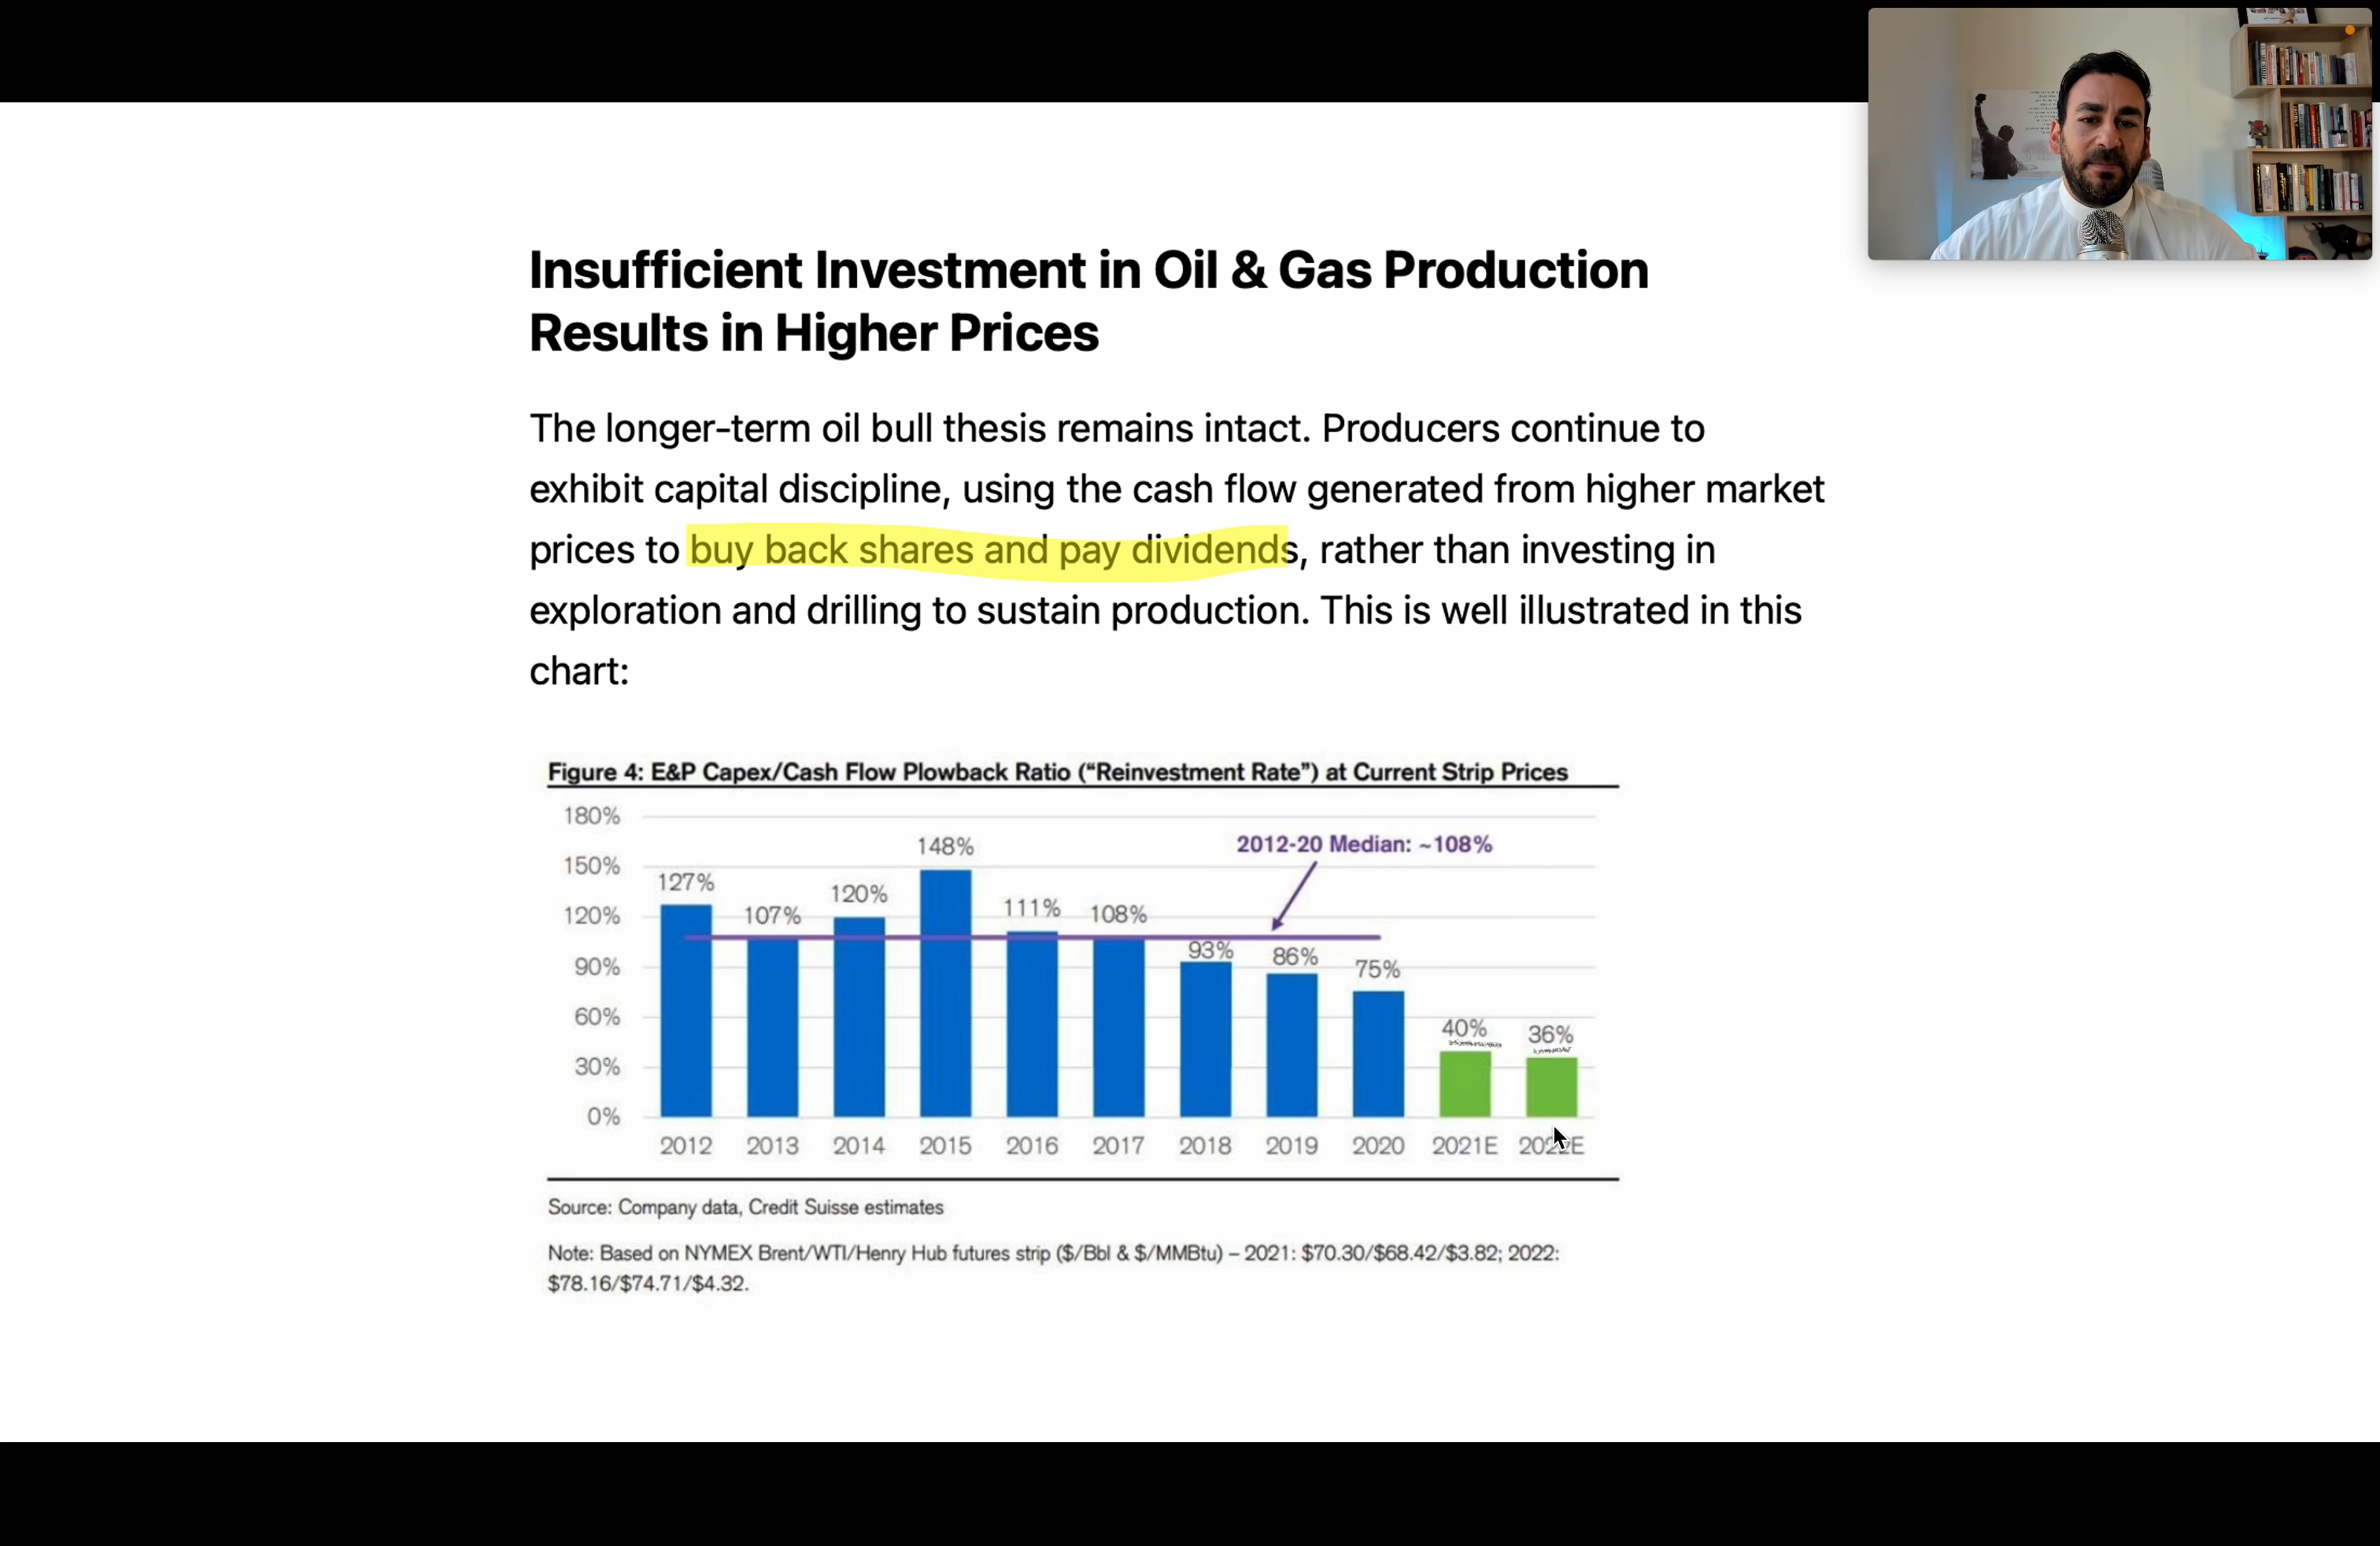 Insufficient Investment in Oil & Gas Production
Results in Higher Prices
The longer-term oil bull thesis remains intact. Producers continue to
exhibit capital discipline, using the cash flow generated from higher market
prices to buy back shares and pay dividends, rather than investing in
exploration and drilling to sustain production. This is well illustrated in this
chart:
Figure 4: E&P Capex/Cash Flow Plowback Ratio (“Reinvestment Rate”) at Current Strip Prices
180%
150%
120%
90%
60%
30%
0%
2012-20 Median: ~108%
127%
107%
120%
148%
111%
108%
93%
86%
75%
40%
36%
2012 2013 2014 2015 2016 2017 2018 2019 2020 2021E 2022E
Source: Company data, Credit Suisse estimates
Note: Based on NYMEX Brent/WTI/Henry Hub futures strip ($/Bbl & $/MMBtu) – 2021: $70.30/$68.42/$3.82; 2022:
$78.16/$74.71/$4.32.